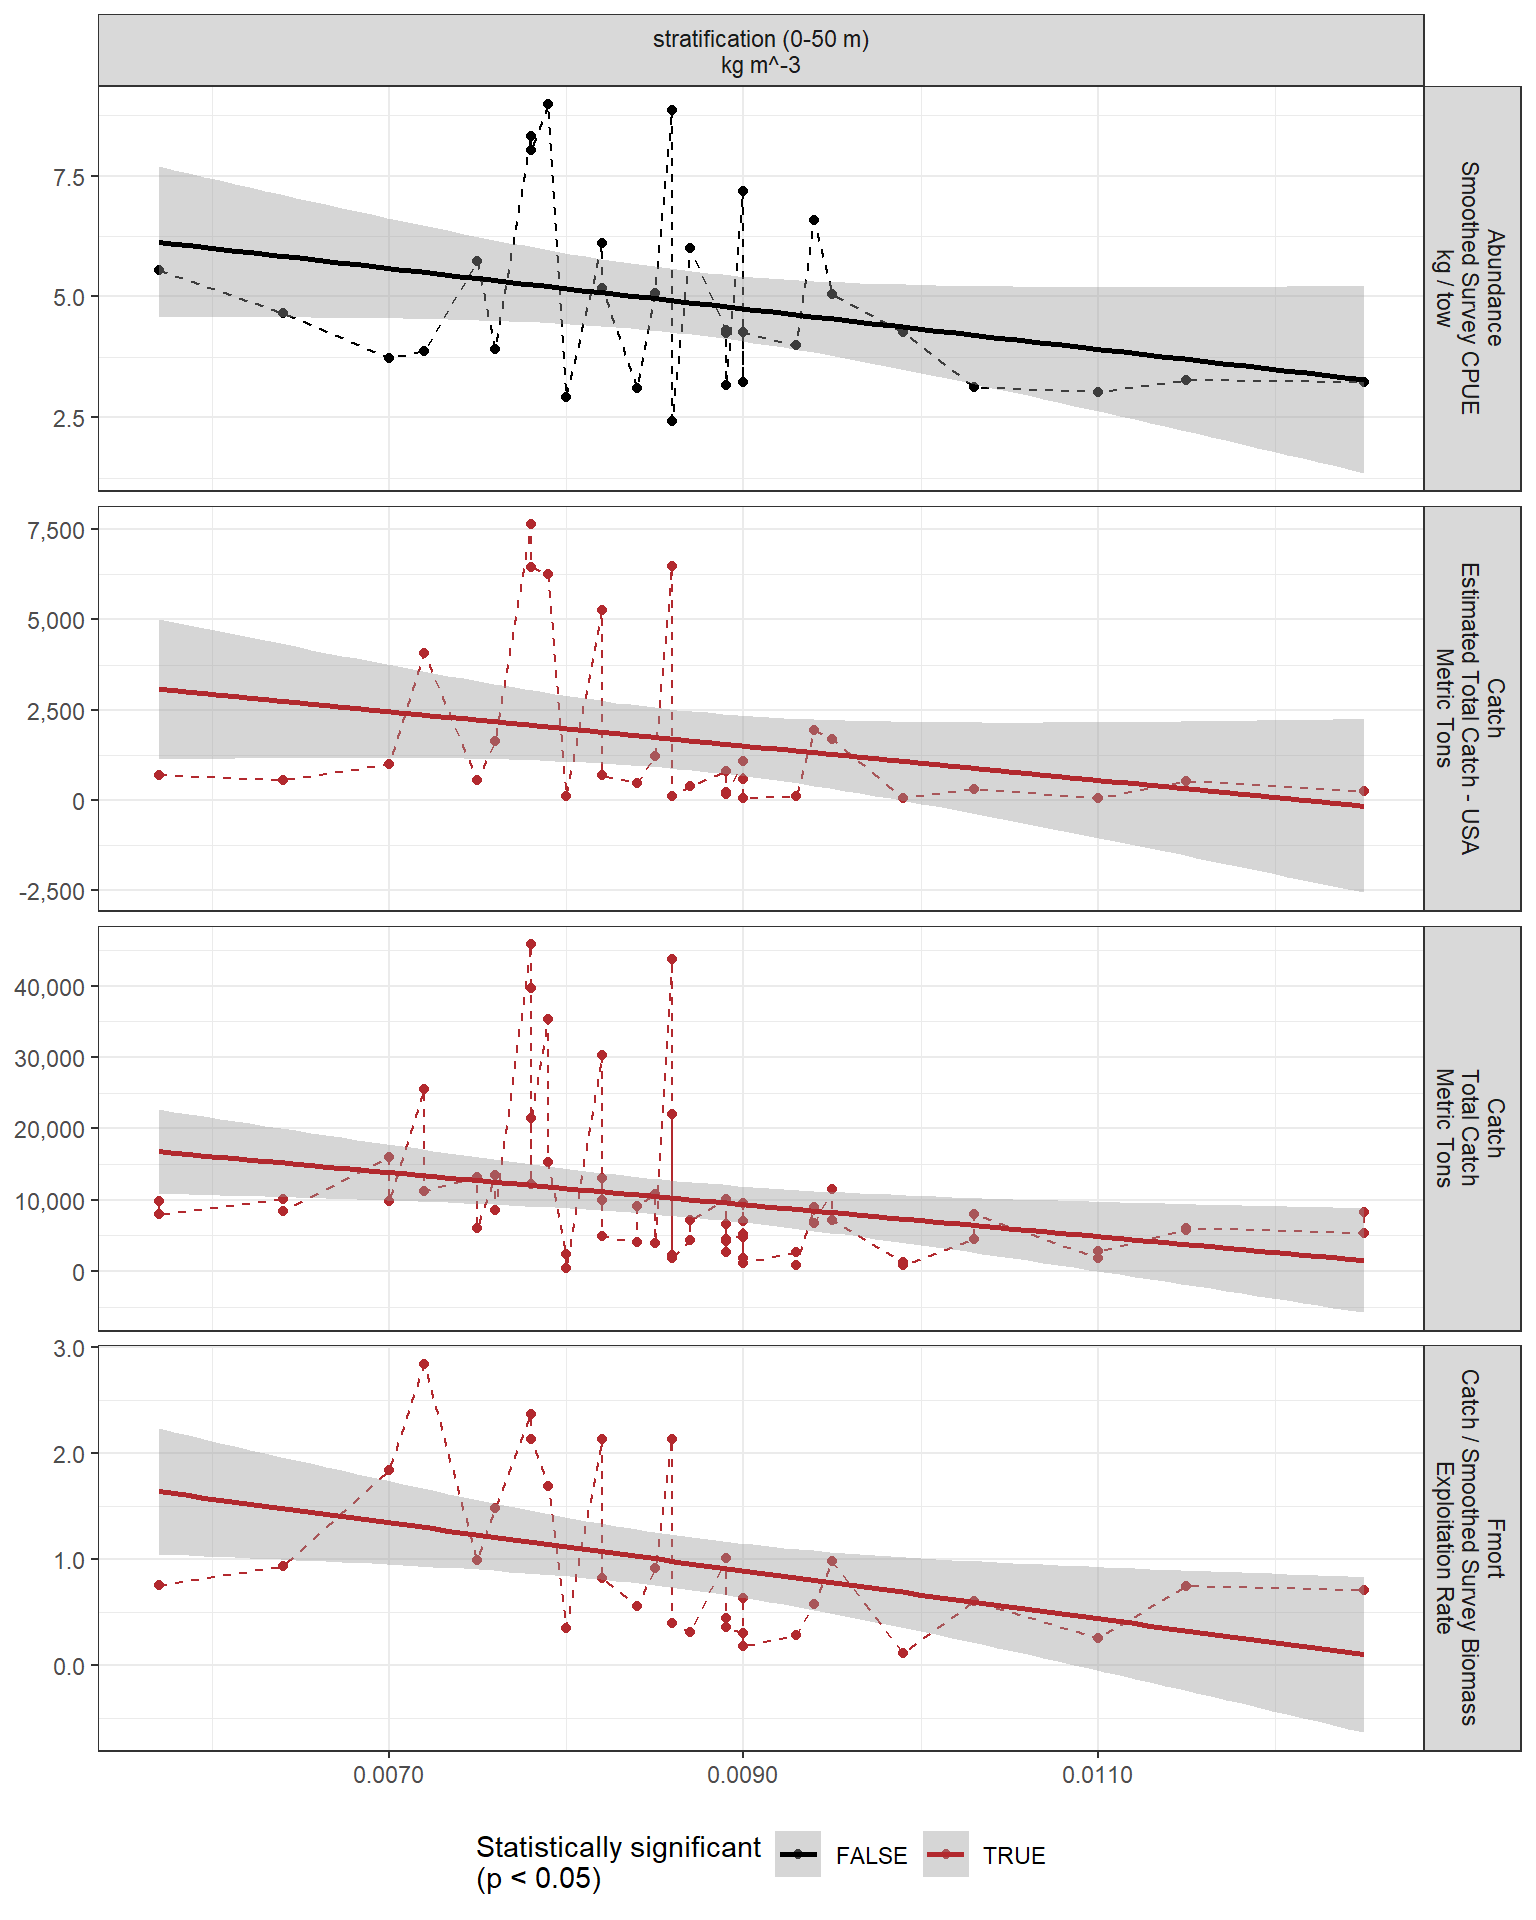 stratification (0-50 m)
kg m^-3
7.5
5.0
2.5
Abundance
Smoothed Survey CPUE
kg / tow
7,500
5,000
2,500
0
-2,500
Catch
Estimated Total Catch - USA
Metric Tons
40,000
30,000
20,000
10,000
0
Catch
Total Catch
Metric Tons
3.0
2.0
1.0
0.0
Fmort
Catch / Smoothed Survey Biomass
Exploitation Rate
0.0070
0.0090
0.0110
Statistically significant
(p < 0.05)
FALSE
TRUE